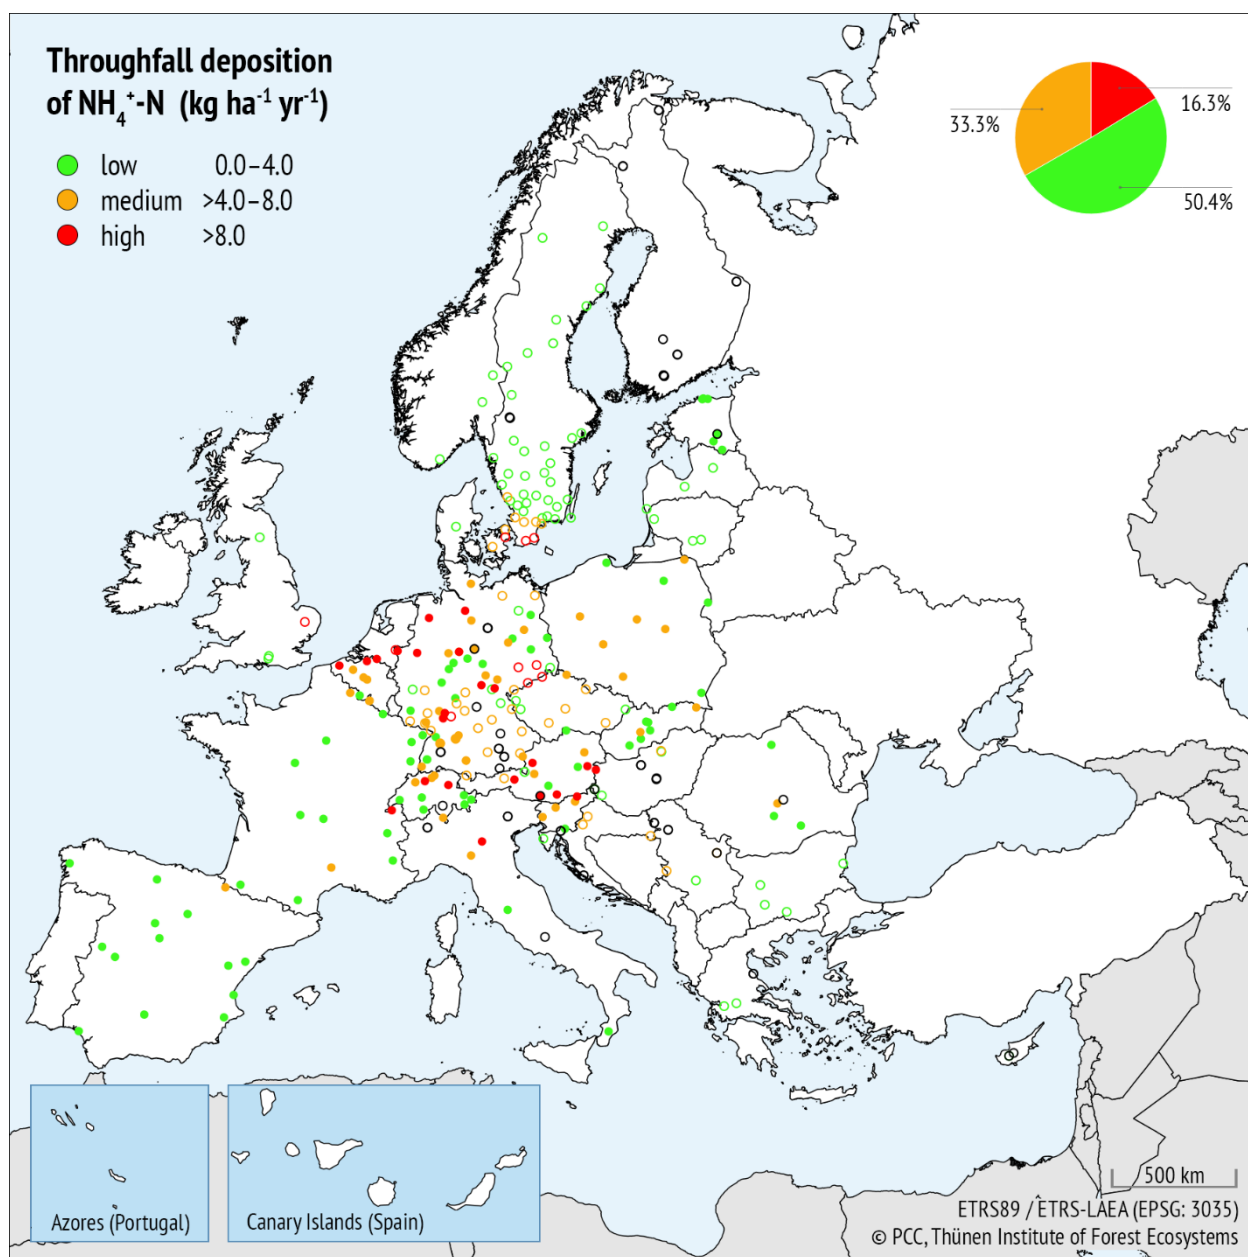 Throughfall deposition
of NH₄⁺-N (kg ha⁻¹ yr⁻¹)
low 0.0–4.0
medium >4.0–8.0
high >8.0
16.3%
33.3%
50.4%
Azores (Portugal)
Canary Islands (Spain)
500 km
ETRS89 / ÊTRS-LAEA (EPSG: 3035)
© PCC, Thünen Institute of Forest Ecosystems